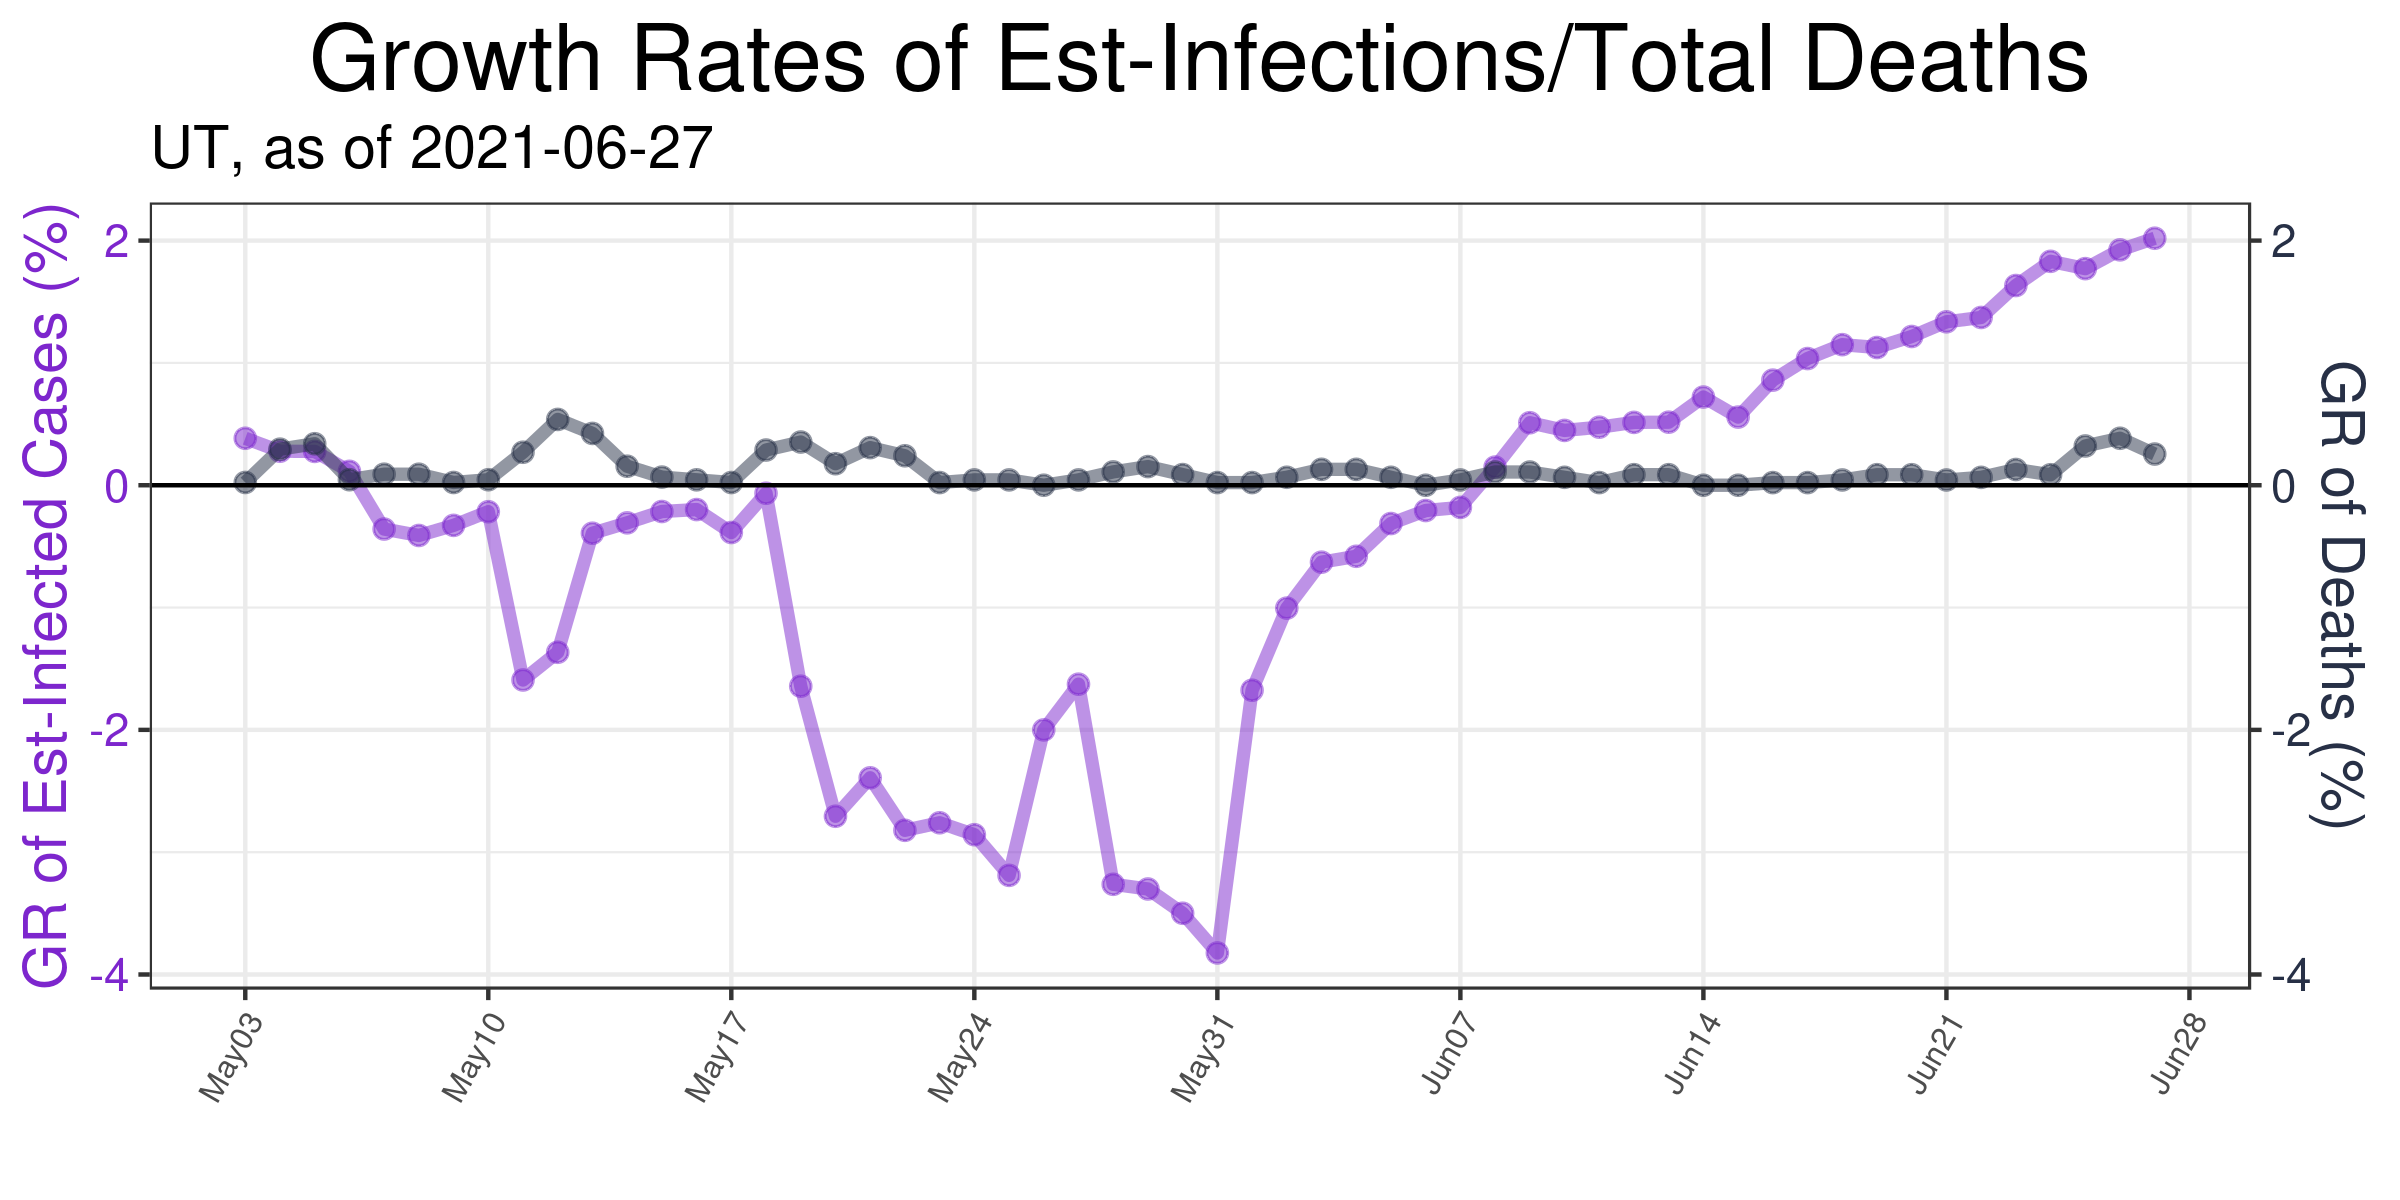 Growth Rates of Est-Infections/Total Deaths
UT, as of 2021-06-27
GR of Est-Infected Cases (%)
2
0
-2
-4
2
0
-2
-4
GR of Deaths (%)
May03
May10
May17
May24
May31
Jun07
Jun14
Jun21
Jun28